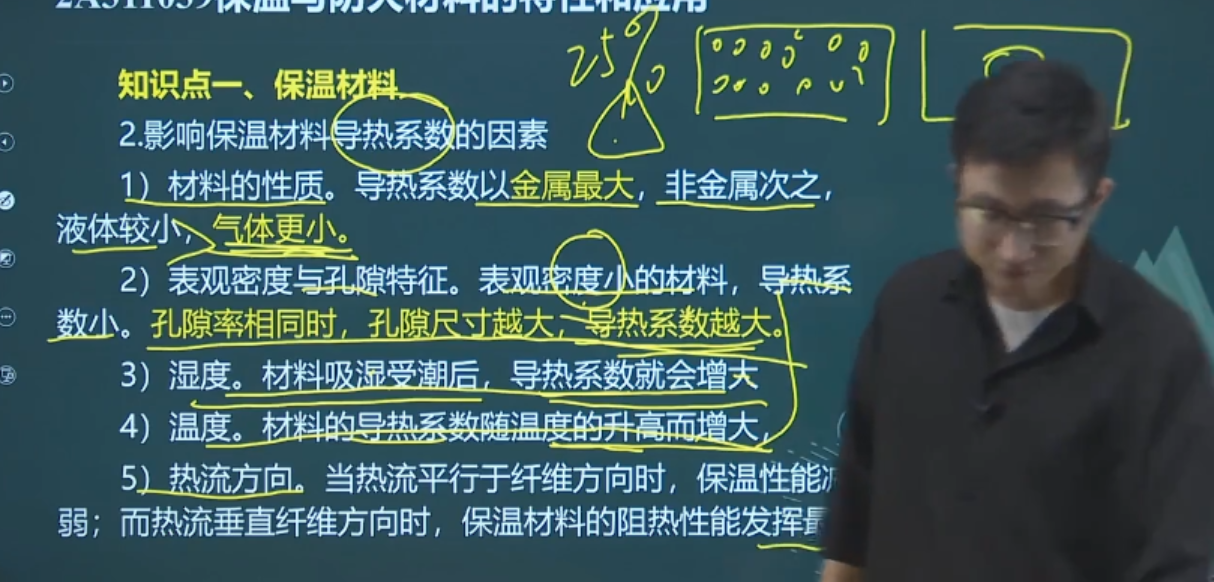 2A311039保温与防火材料的特性和应用
25%
知识点一、保温材料
2.影响保温材料导热系数的因素
1）材料的性质。导热系数以金属最大，非金属次之，
液体较小，气体更小。
2）表观密度与孔隙特征。表观密度小的材料，导热系
数小。孔隙率相同时，孔隙尺寸越大，导热系数越大。
3）湿度。材料吸湿受潮后，导热系数就会增大
4）温度。材料的导热系数随温度的升高而增大，
5）热流方向。当热流平行于纤维方向时，保温性能减
弱；而热流垂直纤维方向时，保温材料的阻热性能发挥最